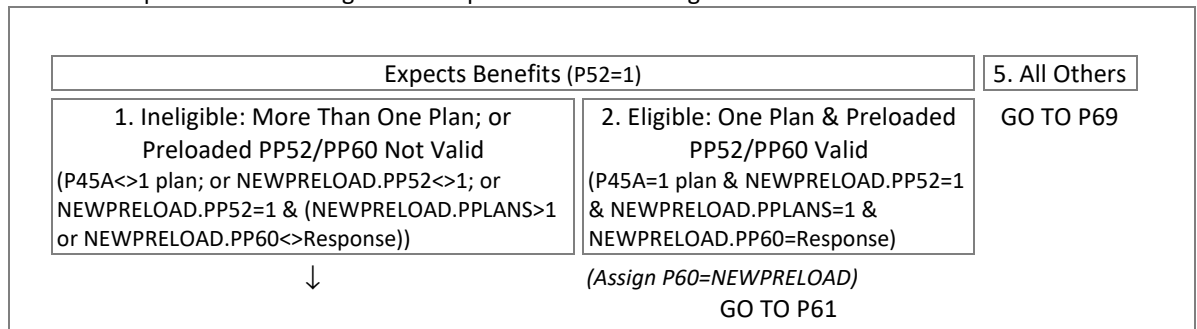 Expects Benefits (P52=1)
5. All Others
1. Ineligible: More Than One Plan; or
Preloaded PP52/PP60 Not Valid
(P45A<>1 plan; or NEWPRELOAD.PP52<>1; or
NEWPRELOAD.PP52=1 & (NEWPRELOAD.PPLANS>1
or NEWPRELOAD.PP60<>Response))
↓
2. Eligible: One Plan & Preloaded
PP52/PP60 Valid
(P45A=1 plan & NEWPRELOAD.PP52=1
& NEWPRELOAD.PPLANS=1 &
NEWPRELOAD.PP60=Response)
(Assign P60=NEWPRELOAD)
GO TO P61
GO TO P69